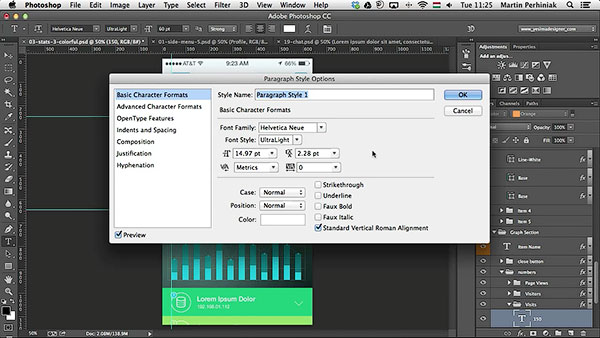 Photoshop File Edit Image Layer Type Select Filter View Window Help Tue 11:25 Martin Perhiniak
Adobe Photoshop CC
Helvetica Neue UltraLight 60 pt Strong
www.yesimadesigner.com
03-stats-3-colorful.psd @ 50% (150, RGB/8#) * 03-side-menu-5.psd @ 50% (Profile, RGB/8... 19-chat.psd @ 50% (Lorem ipsum dolor sit amet, consectetur
Adjustments
Add an adjustment
AT&T 9:23 AM 66%
Paragraph Style Options
Basic Character Formats
Advanced Character Formats
OpenType Features
Indents and Spacing
Composition
Justification
Hyphenation
Preview
Style Name: Paragraph Style 1
Basic Character Formats
Font Family: Helvetica Neue
Font Style: UltraLight
14.97 pt 2.28 pt
Metrics 0
Case: Normal
Position: Normal
Color:
Strikethrough
Underline
Faux Bold
Faux Italic
Standard Vertical Roman Alignment
OK
Cancel
Channels Paths
Orange
Opacity: 100%
Fill: 100%
Line-White
Base
Base
Item 4
Item 5
Graph Section
Item Name
close button
numbers
Page Views
Visitors
Visits
150
Lorem Ipsum Dolor
192.168.01.112
50% Doc: 2.08M/138.9M